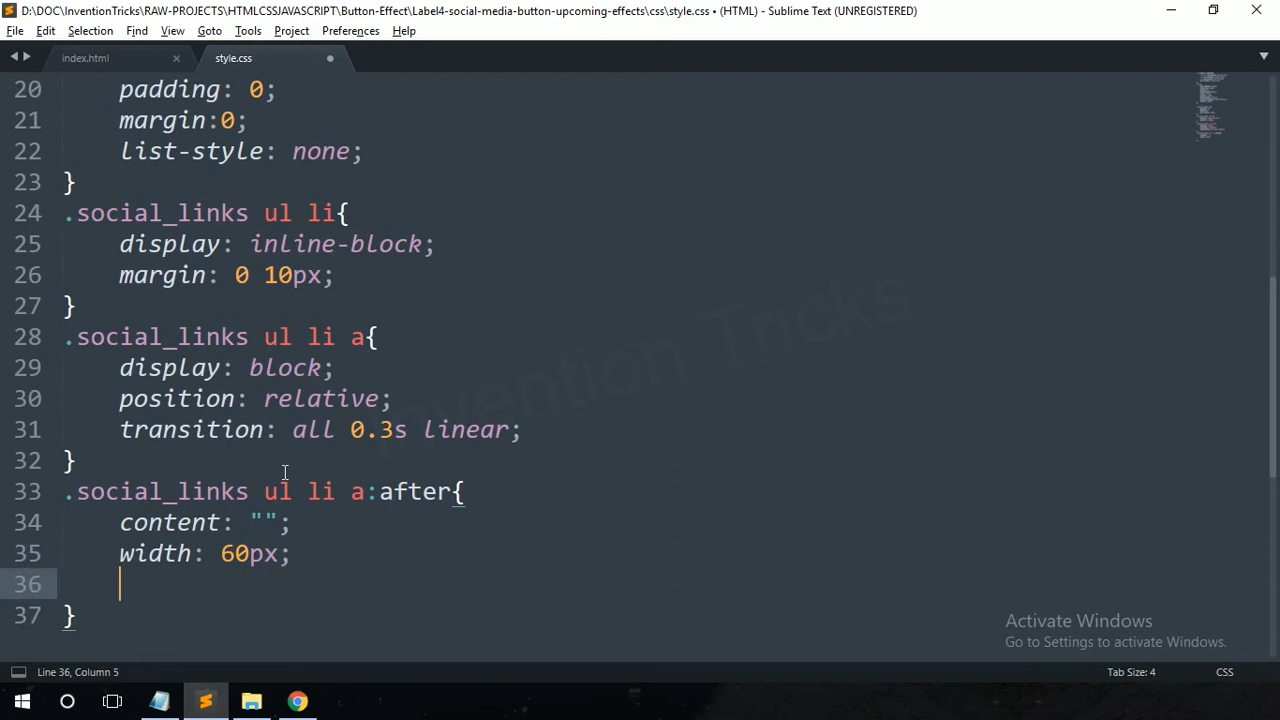 D:\DOC\InventionTricks\RAW-PROJECTS\HTMLCSSJAVASCRIPT\Button-Effect\Label4-social-media-button-upcoming-effects\css\style.css • (HTML) - Sublime Text (UNREGISTERED)
File Edit Selection Find View Goto Tools Project Preferences Help
index.html style.css
20 padding: 0;
21 margin:0;
22 list-style: none;
23 }
24 .social_links ul li{
25 display: inline-block;
26 margin: 0 10px;
27 }
28 .social_links ul li a{
29 display: block;
30 position: relative;
31 transition: all 0.3s linear;
32 }
33 .social_links ul li a:after{
34 content: "";
35 width: 60px;
36
37 }
Invention Tricks
Activate Windows
Go to Settings to activate Windows.
Line 36, Column 5 Tab Size: 4 CSS